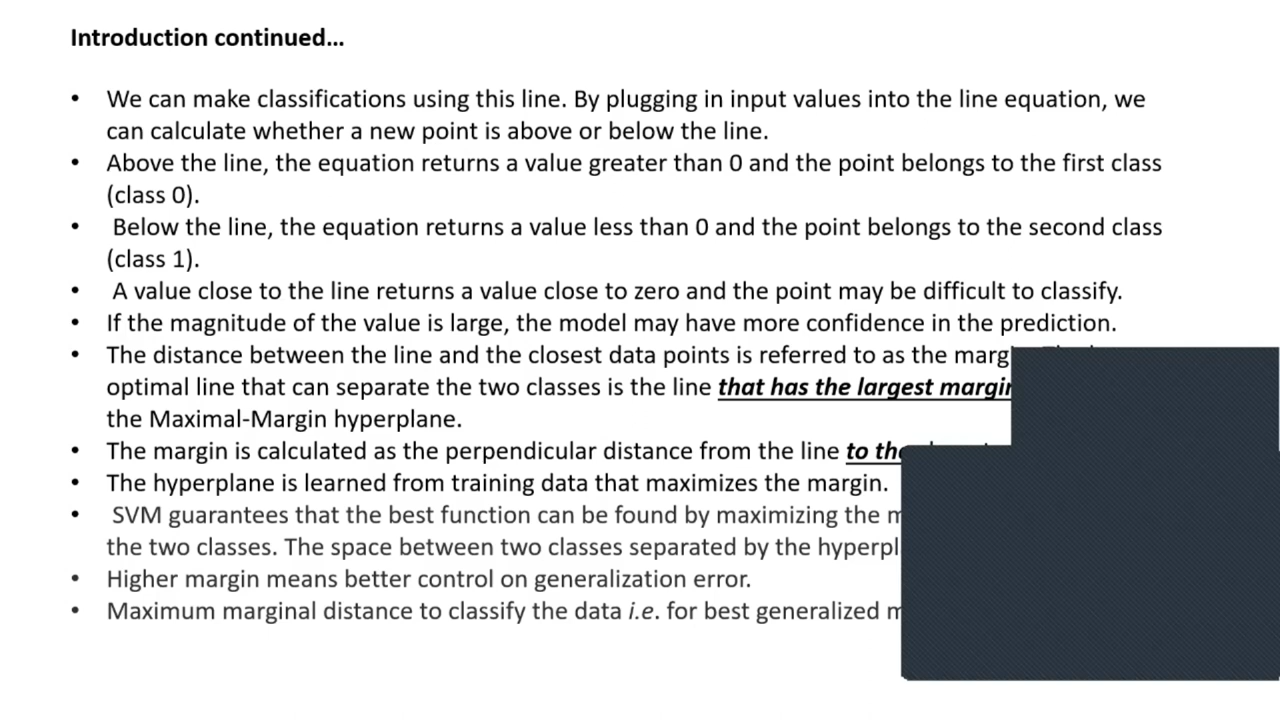 Introduction continued...
• We can make classifications using this line. By plugging in input values into the line equation, we
can calculate whether a new point is above or below the line.
• Above the line, the equation returns a value greater than 0 and the point belongs to the first class
(class 0).
• Below the line, the equation returns a value less than 0 and the point belongs to the second class
(class 1).
• A value close to the line returns a value close to zero and the point may be difficult to classify.
• If the magnitude of the value is large, the model may have more confidence in the prediction.
• The distance between the line and the closest data points is referred to as the
optimal line that can separate the two classes is the line that has the largest
the Maximal-Margin hyperplane.
• The margin is calculated as the perpendicular distance from the line to
• The hyperplane is learned from training data that maximizes the margin.
• SVM guarantees that the best function can be found by maximizing the
the two classes. The space between two classes separated by the
• Higher margin means better control on generalization error.
• Maximum marginal distance to classify the data i.e. for best generalized